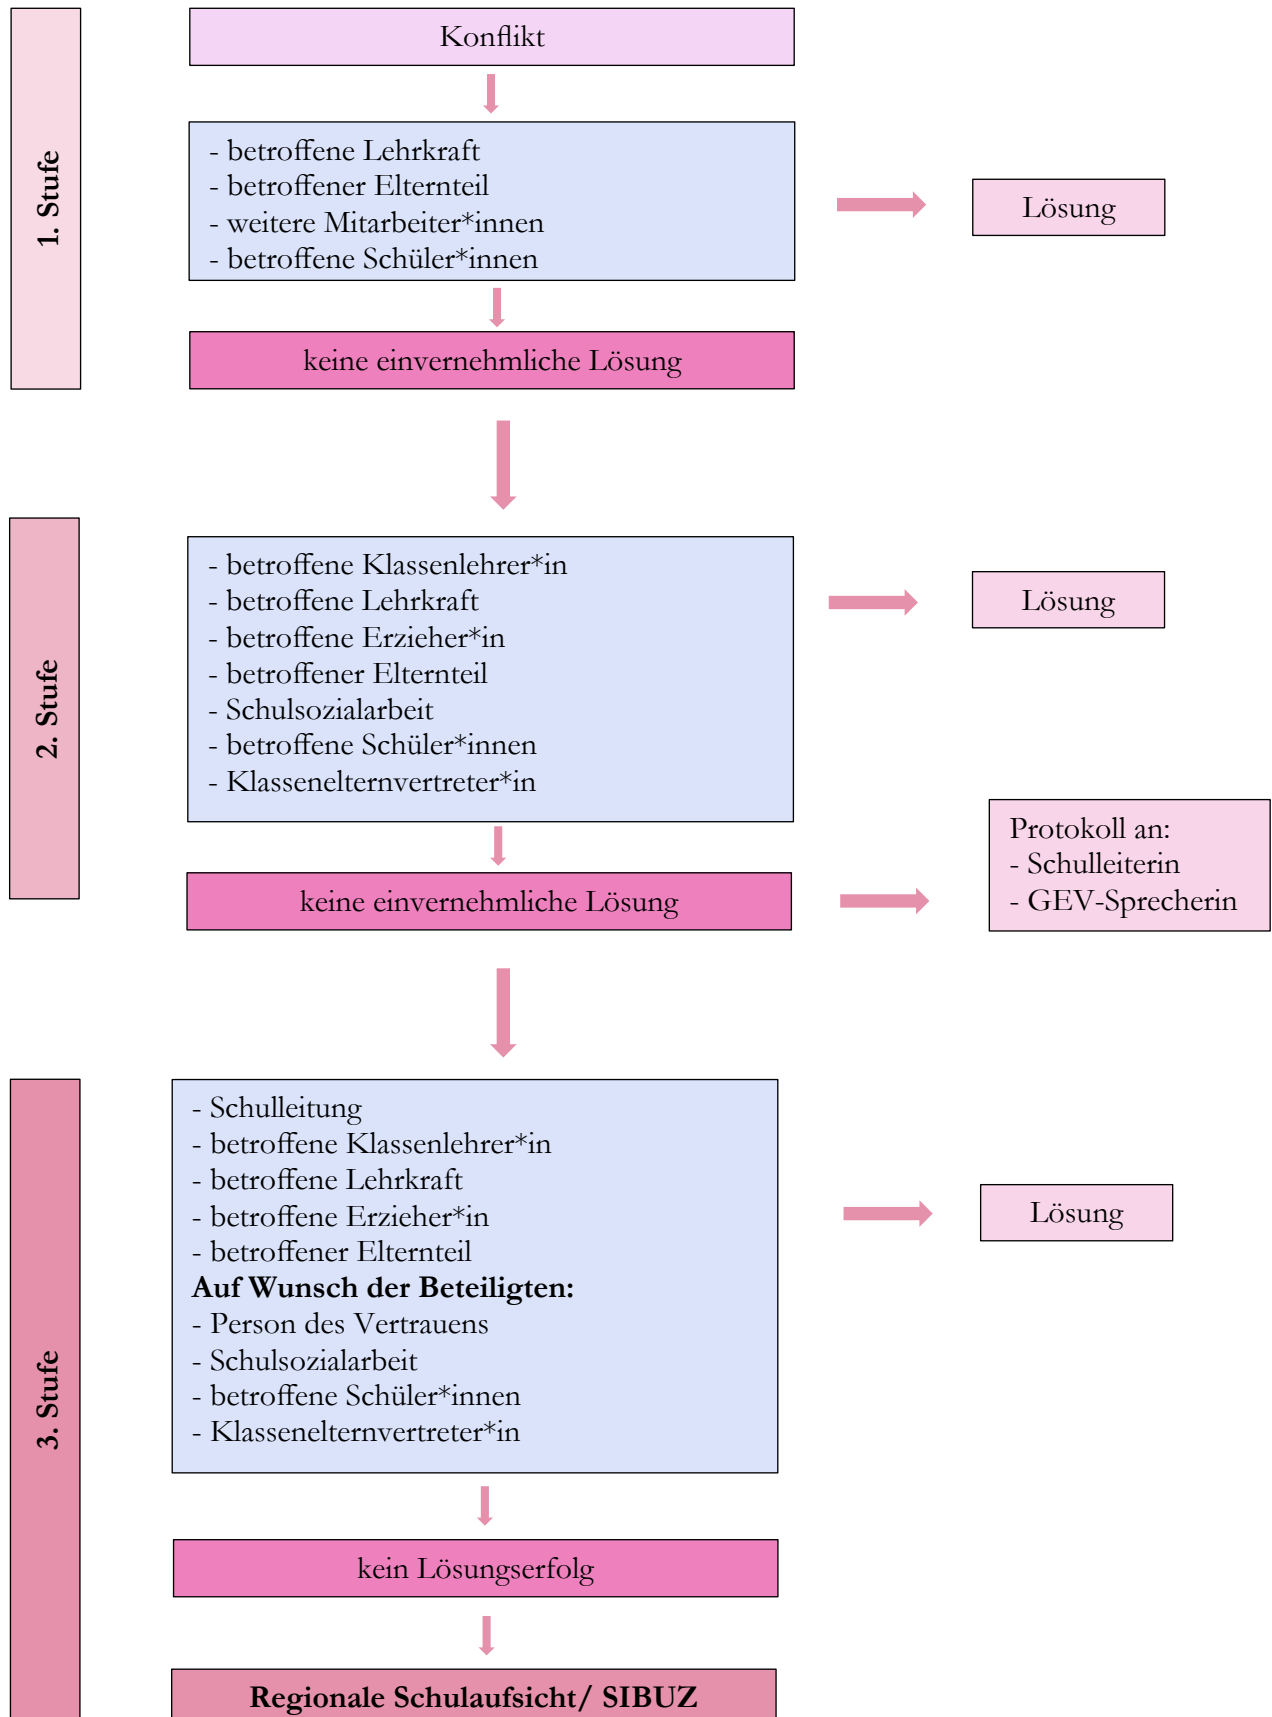 1. Stufe
Konflikt
- betroffene Lehrkraft
- betroffener Elternteil
- weitere Mitarbeiter*innen
- betroffene Schüler*innen
Lösung
keine einvernehmliche Lösung
2. Stufe
- betroffene Klassenlehrer*in
- betroffene Lehrkraft
- betroffene Erzieher*in
- betroffener Elternteil
- Schulsozialarbeit
- betroffene Schüler*innen
- Klassenelternvertreter*in
Lösung
keine einvernehmliche Lösung
Protokoll an:
- Schulleiterin
- GEV-Sprecherin
3. Stufe
- Schulleitung
- betroffene Klassenlehrer*in
- betroffene Lehrkraft
- betroffene Erzieher*in
- betroffener Elternteil
Auf Wunsch der Beteiligten:
- Person des Vertrauens
- Schulsozialarbeit
- betroffene Schüler*innen
- Klassenelternvertreter*in
Lösung
kein Lösungserfolg
Regionale Schulaufsicht/ SIBUZ